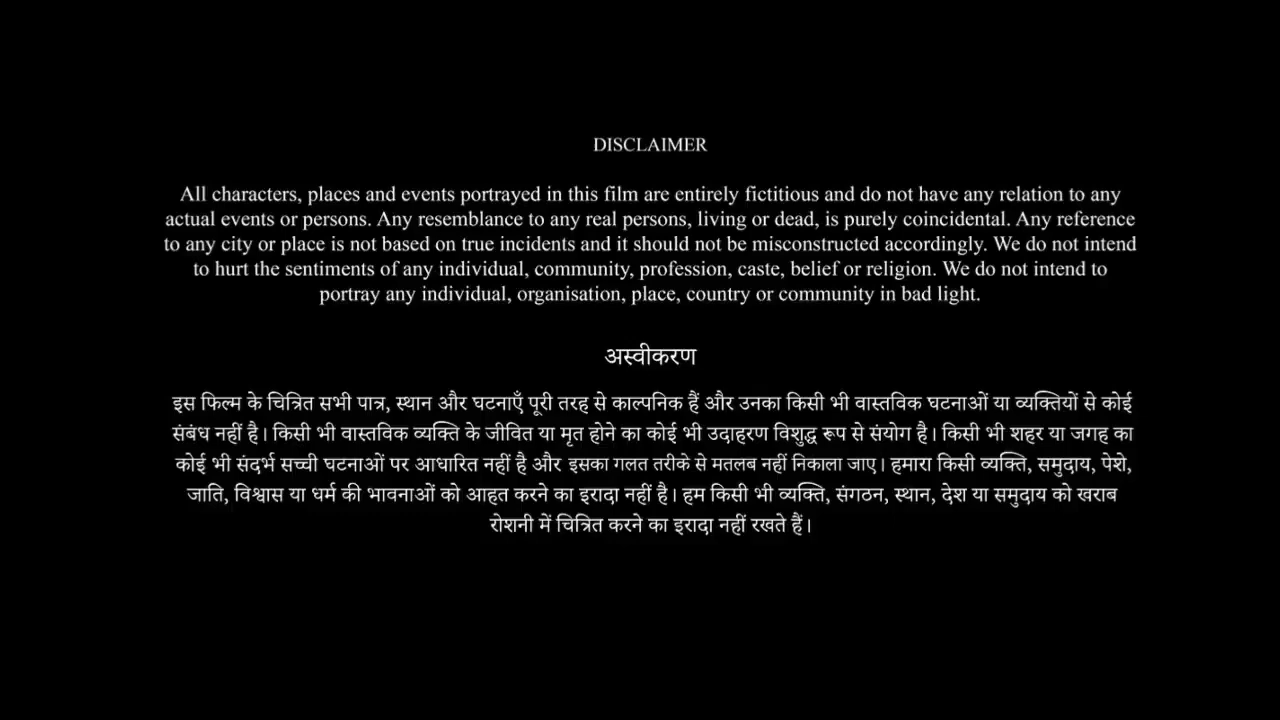 DISCLAIMER
All characters, places and events portrayed in this film are entirely fictitious and do not have any relation to any
actual events or persons. Any resemblance to any real persons, living or dead, is purely coincidental. Any reference
to any city or place is not based on true incidents and it should not be misconstructed accordingly. We do not intend
to hurt the sentiments of any individual, community, profession, caste, belief or religion. We do not intend to
portray any individual, organisation, place, country or community in bad light.
अस्वीकरण
इस फिल्म के चित्रित सभी पात्र, स्थान और घटनाएँ पूरी तरह से काल्पनिक हैं और उनका किसी भी वास्तविक घटनाओं या व्यक्तियों से कोई
संबंध नहीं है। किसी भी वास्तविक व्यक्ति के जीवित या मृत होने का कोई भी उदाहरण विशुद्ध रूप से संयोग है। किसी भी शहर या जगह का
कोई भी संदर्भ सच्ची घटनाओं पर आधारित नहीं है और इसका गलत तरीके से मतलब नहीं निकाला जाए। हमारा किसी व्यक्ति, समुदाय, पेशे,
जाति, विश्वास या धर्म की भावनाओं को आहत करने का इरादा नहीं है। हम किसी भी व्यक्ति, संगठन, स्थान, देश या समुदाय को खराब
रोशनी में चित्रित करने का इरादा नहीं रखते हैं।